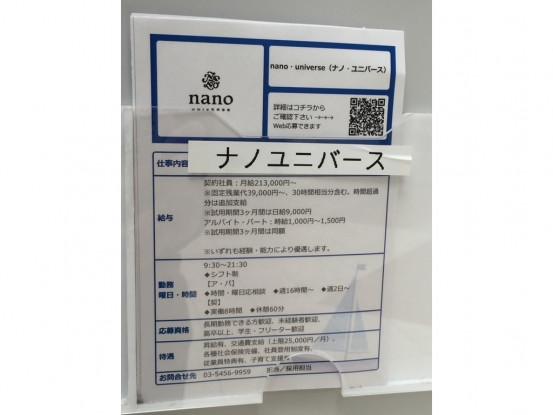 nano・universe（ナノ・ユニバース）
nano
universe
詳細はコチラから
ご確認下さい →→→
Web応募できます
ナノユニバース
仕事内容
契約社員：月給213,000円～
※固定残業代39,000円～、30時間相当分含む、時間超過
分は追加支給
※試用期間3ヶ月間は日給9,000円
給与
アルバイト・パート：時給1,000円～1,500円
※試用期間3ヶ月間は同額
※いずれも経験・能力により優遇します。
9:30～21:30
◆シフト制
勤務
曜日・時間
【ア・パ】
◆時間・曜日応相談 ◆週16時間～ ◆週2日～
【契】
◆実働8時間 ◆休憩60分
応募資格
長期勤務できる方歓迎、未経験者歓迎、
高卒以上、学生・フリーター歓迎
待遇
昇給有、交通費支給（上限25,000円／月）、
各種社会保険完備、社員登用制度有、
従業員特典有、子育て支援
お問合せ先
03-5456-9959 担当／採用担当